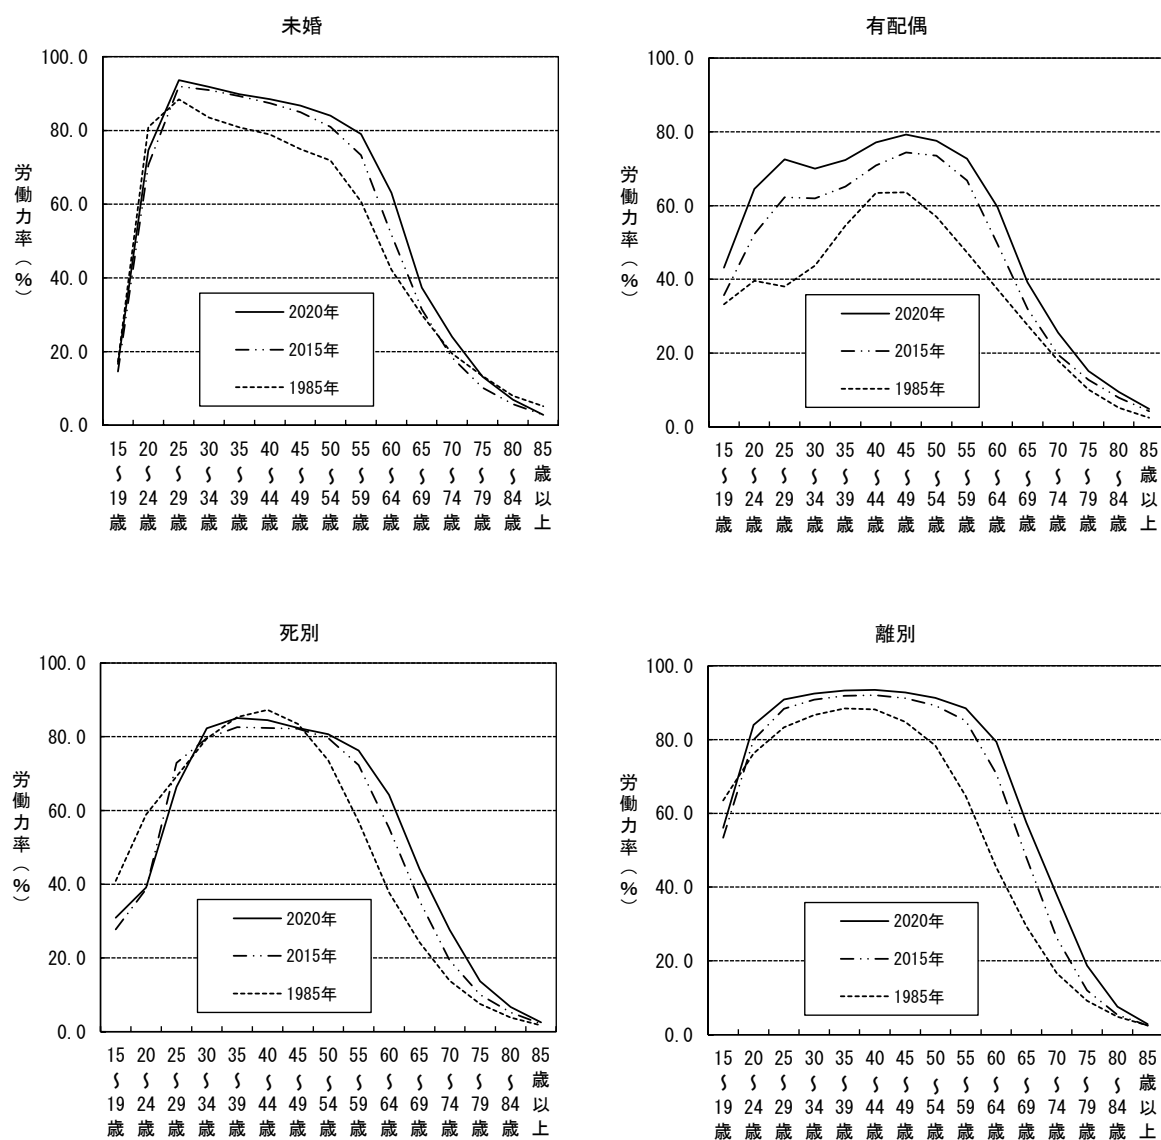 未婚
100.0
80.0
60.0
40.0
20.0
0.0
労働力率（%）
2020年
2015年
1985年
15〜19歳
20〜24歳
25〜29歳
30〜34歳
35〜39歳
40〜44歳
45〜49歳
50〜54歳
55〜59歳
60〜64歳
65〜69歳
70〜74歳
75〜79歳
80〜84歳
85歳以上
有配偶
100.0
80.0
60.0
40.0
20.0
0.0
労働力率（%）
2020年
2015年
1985年
15〜19歳
20〜24歳
25〜29歳
30〜34歳
35〜39歳
40〜44歳
45〜49歳
50〜54歳
55〜59歳
60〜64歳
65〜69歳
70〜74歳
75〜79歳
80〜84歳
85歳以上
死別
100.0
80.0
60.0
40.0
20.0
0.0
労働力率（%）
2020年
2015年
1985年
15〜19歳
20〜24歳
25〜29歳
30〜34歳
35〜39歳
40〜44歳
45〜49歳
50〜54歳
55〜59歳
60〜64歳
65〜69歳
70〜74歳
75〜79歳
80〜84歳
85歳以上
離別
100.0
80.0
60.0
40.0
20.0
0.0
労働力率（%）
2020年
2015年
1985年
15〜19歳
20〜24歳
25〜29歳
30〜34歳
35〜39歳
40〜44歳
45〜49歳
50〜54歳
55〜59歳
60〜64歳
65〜69歳
70〜74歳
75〜79歳
80〜84歳
85歳以上